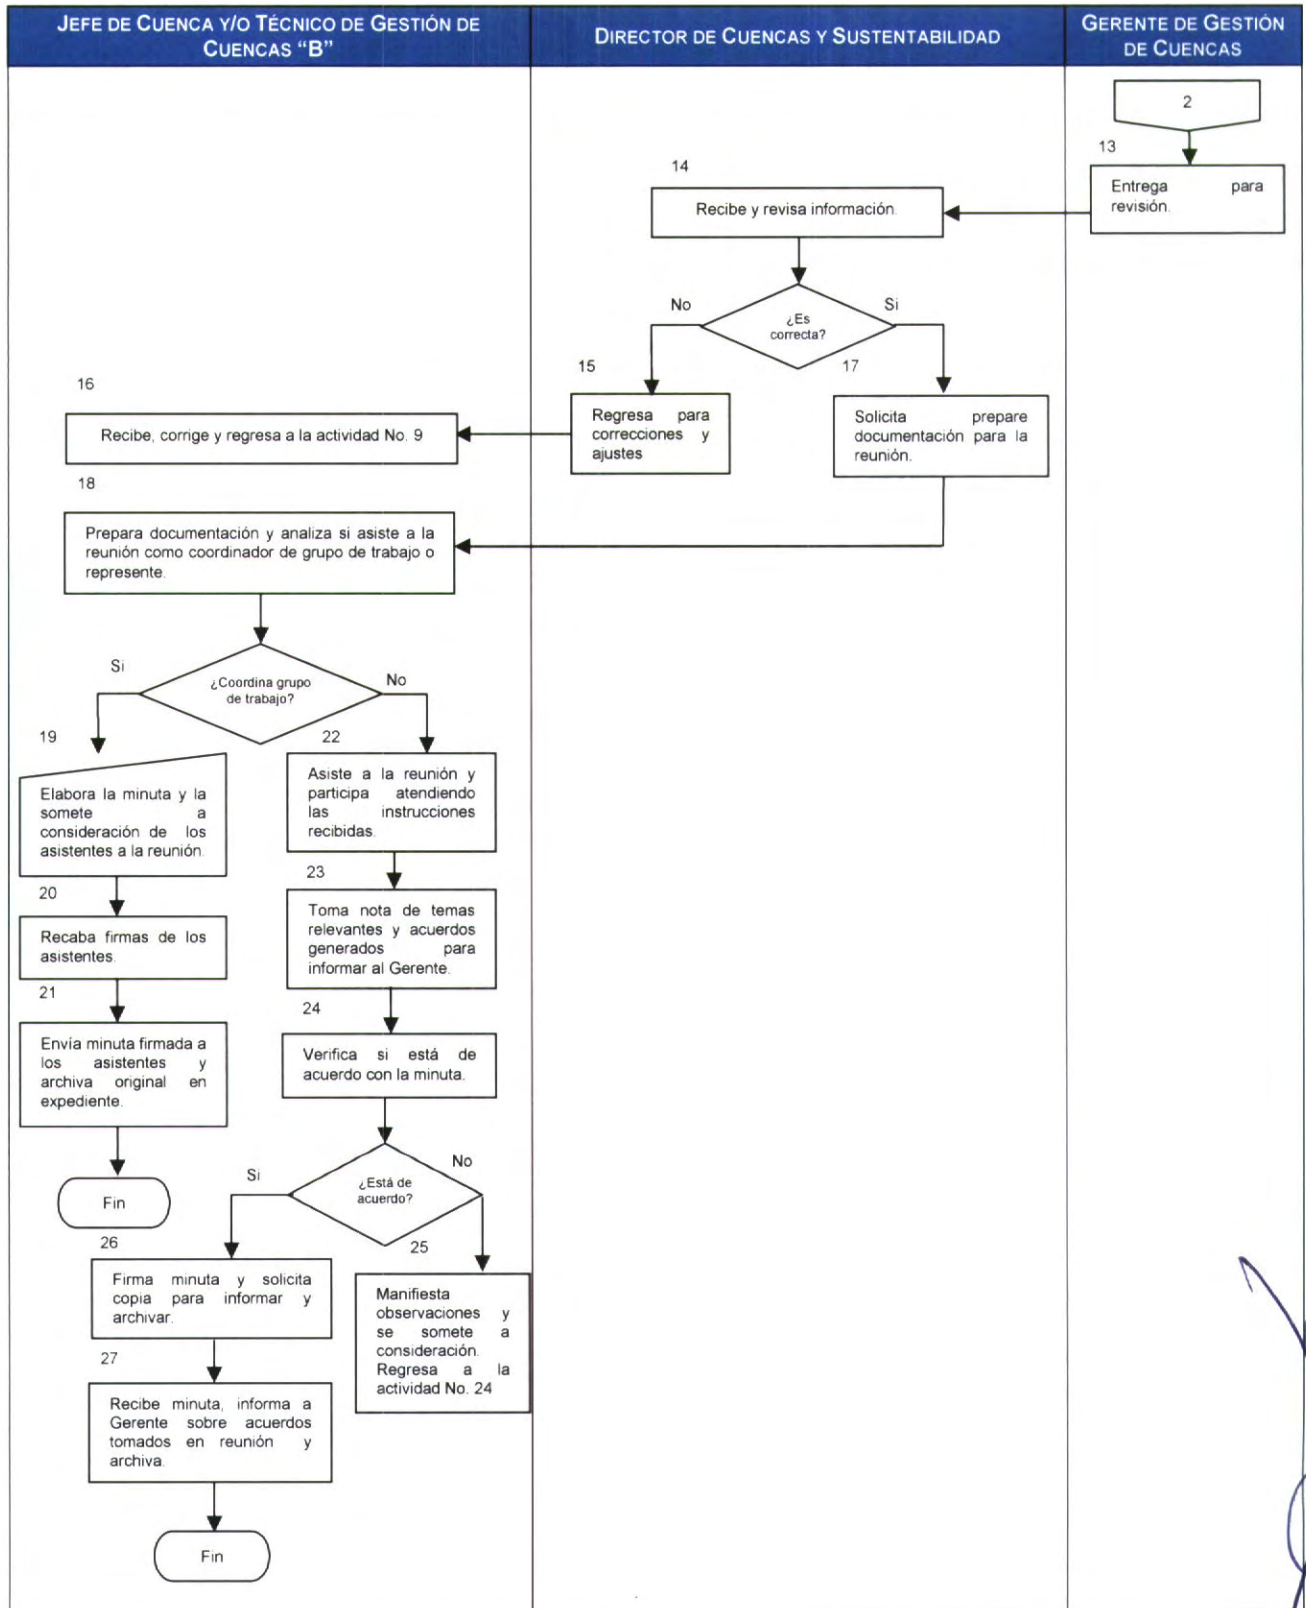 JEFE DE CUENCA Y/O TÉCNICO DE GESTIÓN DE
CUENCAS “B”
DIRECTOR DE CUENCAS Y SUSTENTABILIDAD
GERENTE DE GESTIÓN
DE CUENCAS
2
13
Entrega para
revisión.
14
Recibe y revisa información.
¿Es
correcta?
No
Si
15
Regresa para
correcciones y
ajustes
17
Solicita prepare
documentación para la
reunión.
16
Recibe, corrige y regresa a la actividad No. 9
18
Prepara documentación y analiza si asiste a la
reunión como coordinador de grupo de trabajo o
represente.
¿Coordina grupo
de trabajo?
Si
No
19
Elabora la minuta y la
somete a
consideración de los
asistentes a la reunión.
20
Recaba firmas de los
asistentes.
21
Envía minuta firmada a
los asistentes y
archiva original en
expediente.
Fin
22
Asiste a la reunión y
participa atendiendo
las instrucciones
recibidas.
23
Toma nota de temas
relevantes y acuerdos
generados para
informar al Gerente.
24
Verifica si está de
acuerdo con la minuta.
¿Está de
acuerdo?
Si
No
25
Manifiesta
observaciones y
se somete a
consideración.
Regresa a la
actividad No. 24
26
Firma minuta y solicita
copia para informar y
archivar.
27
Recibe minuta, informa a
Gerente sobre acuerdos
tomados en reunión y
archiva.
Fin